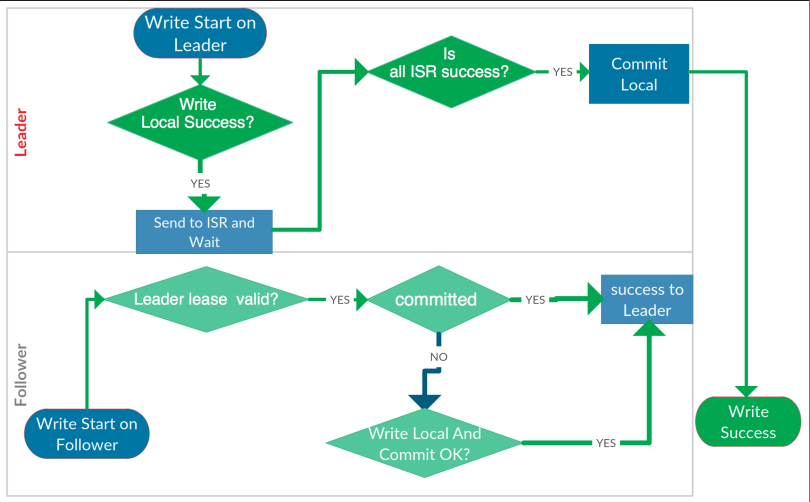 Write Start on
Leader
Is
all ISR success?
YES
Commit
Local
Write
Local Success?
Leader
YES
Send to ISR and
Wait
Leader lease valid?
YES
committed
YES
success to
Leader
NO
Follower
Write Start on
Follower
Write Local And
Commit OK?
YES
Write
Success